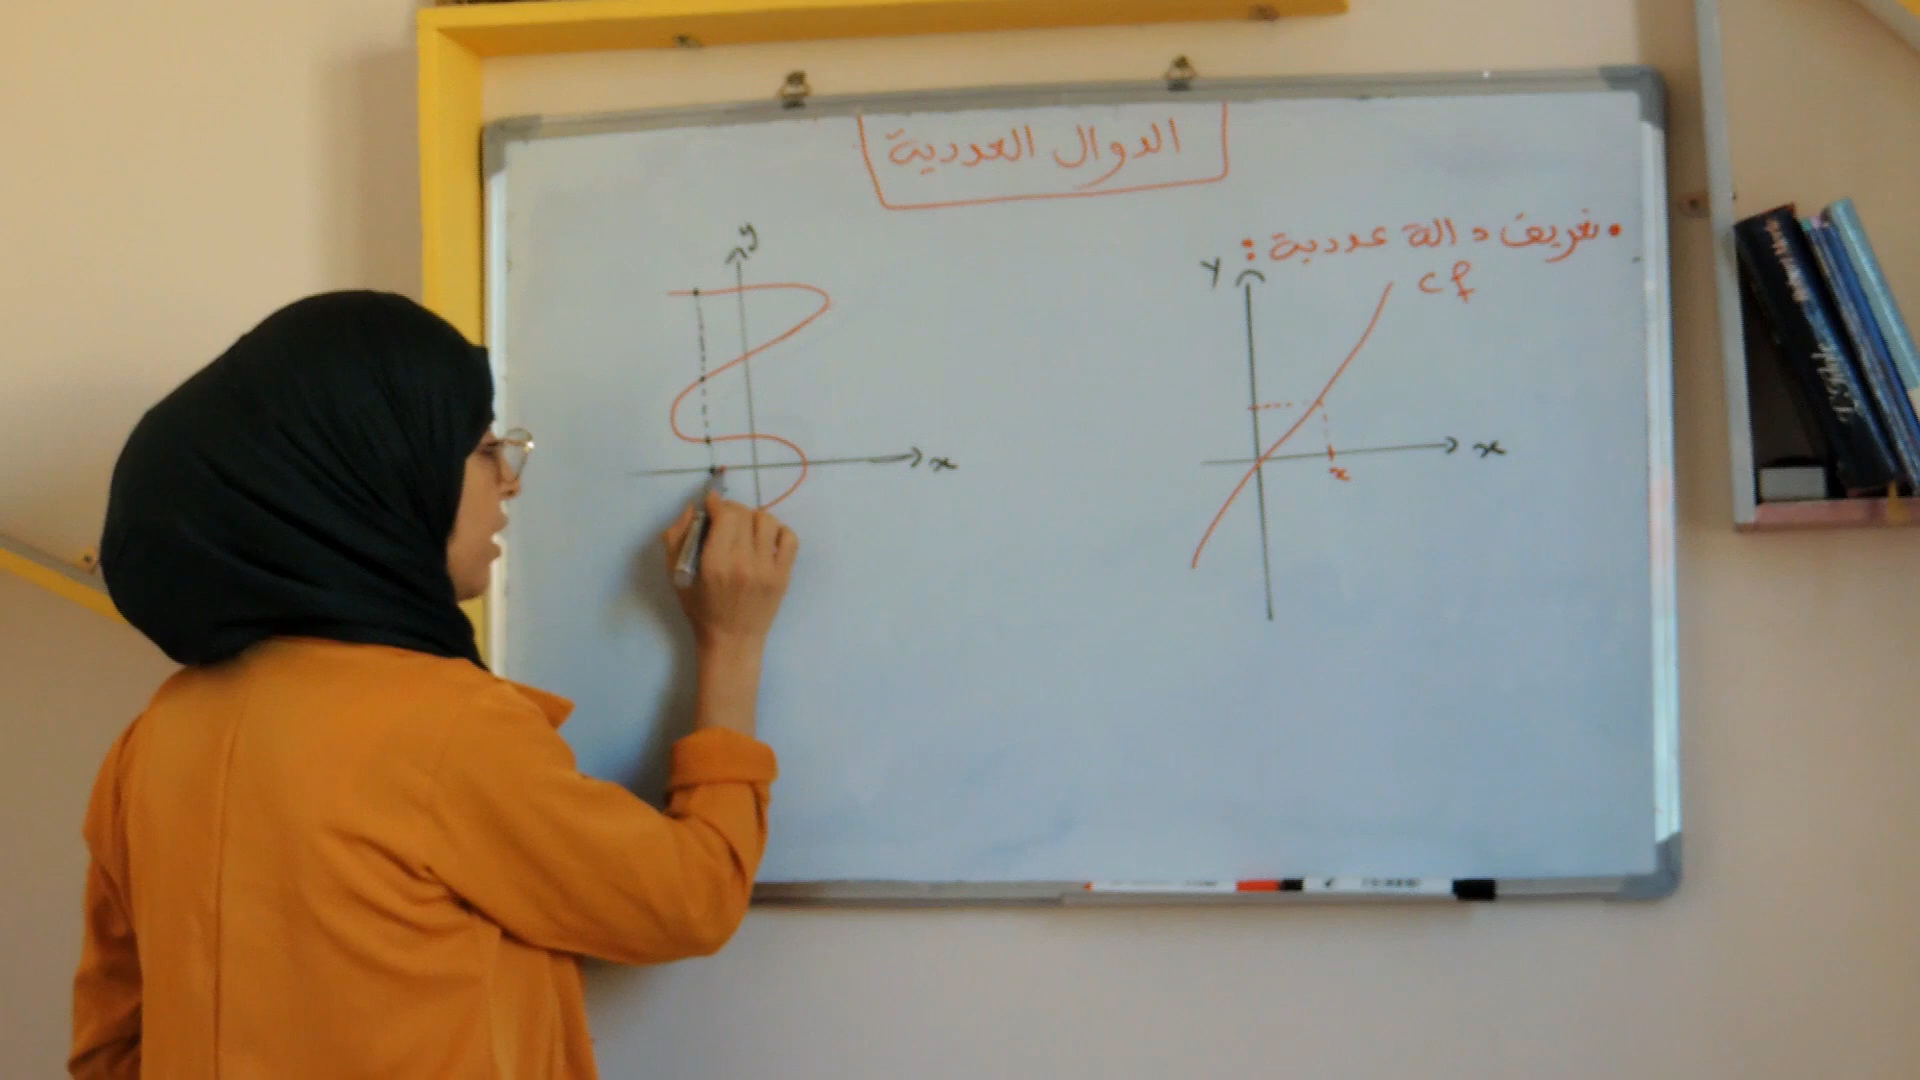 الدوال العددية
• تعريف دالة عددية :
y
x
y
cf
x
x